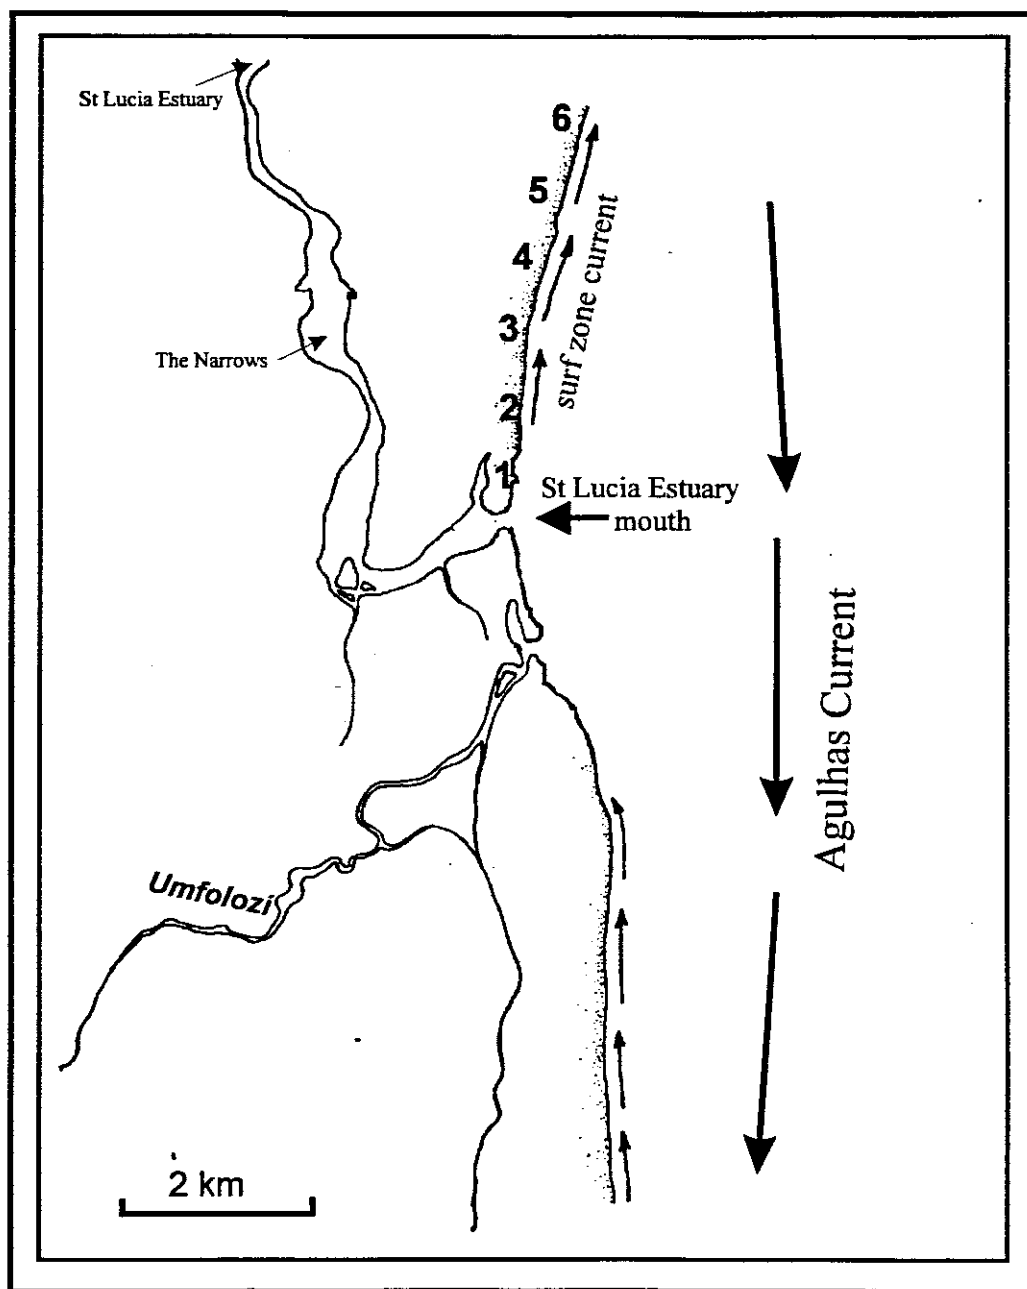 St Lucia Estuary
6
5
4
3
2
1
surf zone current
The Narrows
St Lucia Estuary
mouth
Agulhas Current
Umfolozi
2 km